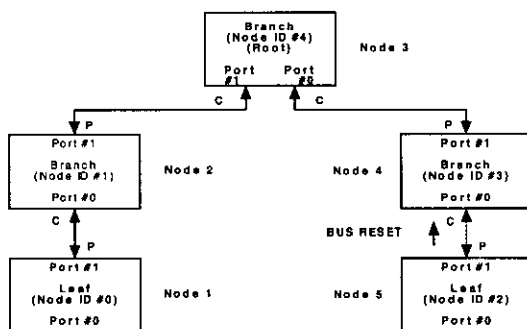 Branch
(Node ID #4)
(Root)
Node 3
Port #1
Port #0
C
C
P
P
Port #1
Branch
(Node ID #1)
Port #0
Node 2
Node 4
Port #1
Branch
(Node ID #3)
Port #0
C
C
BUS RESET
P
P
Port #1
Leaf
(Node ID #0)
Port #0
Node 1
Node 5
Port #1
Leaf
(Node ID #2)
Port #0